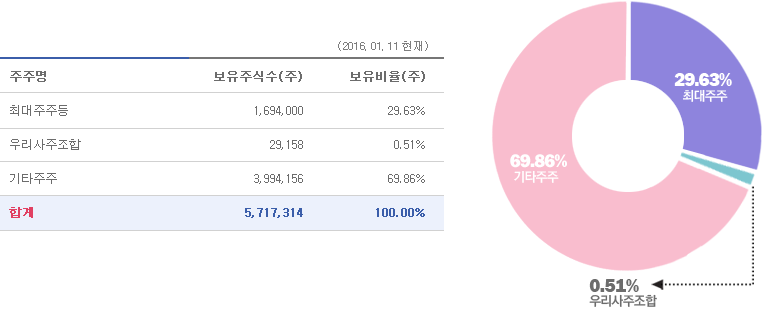 (2016. 01. 11 현재)
주주명 보유주식수(주) 보유비율(주)
최대주주등 1,694,000 29.63%
우리사주조합 29,158 0.51%
기타주주 3,994,156 69.86%
합계 5,717,314 100.00%
29.63%
최대주주
69.86%
기타주주
0.51%
우리사주조합